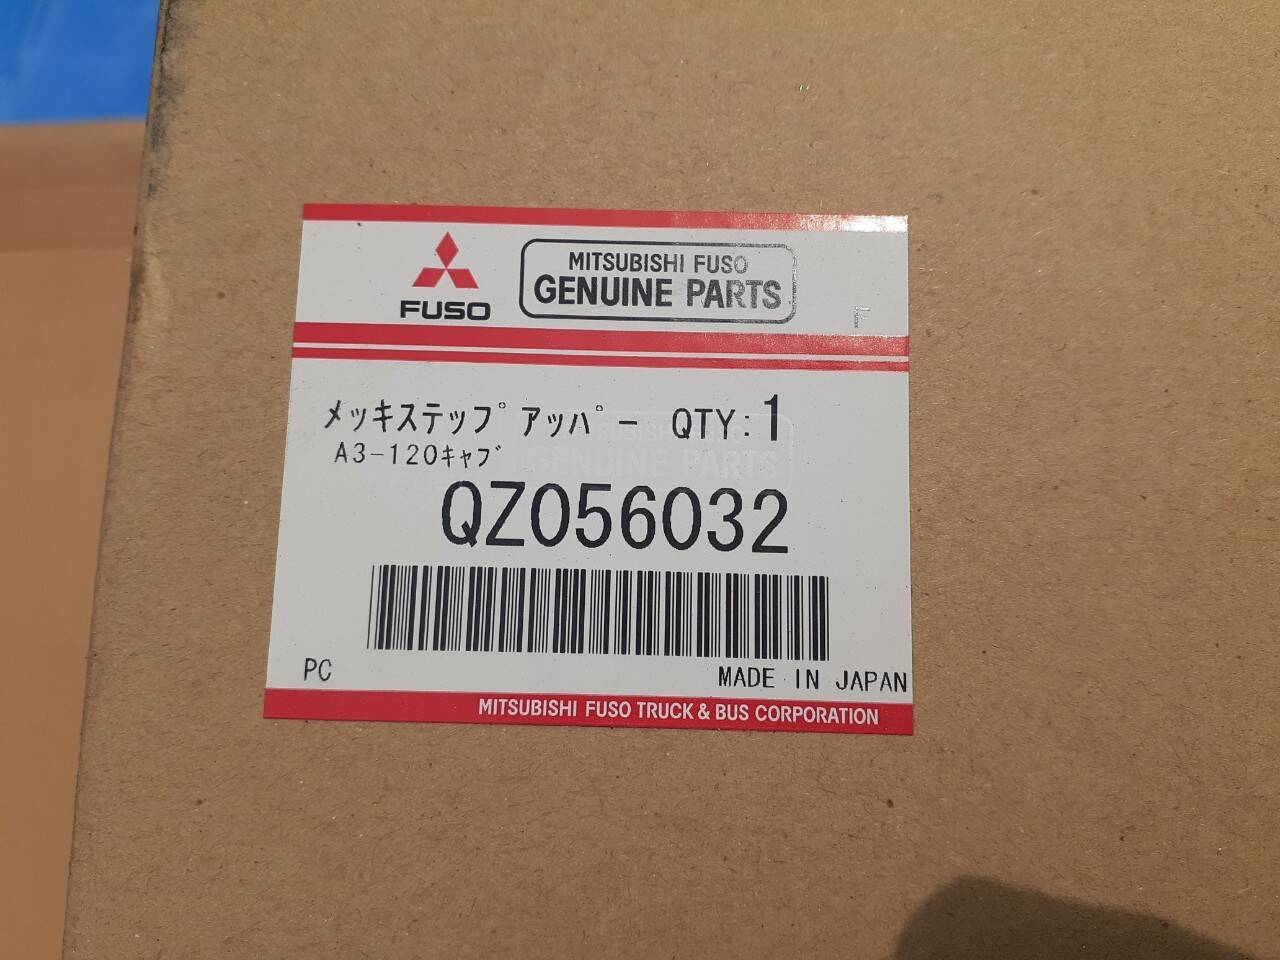 FUSO
MITSUBISHI FUSO
GENUINE PARTS
メッキステップ アッパー QTY:1
A3-120キャブ
QZ056032
PC
MADE IN JAPAN
MITSUBISHI FUSO TRUCK & BUS CORPORATION